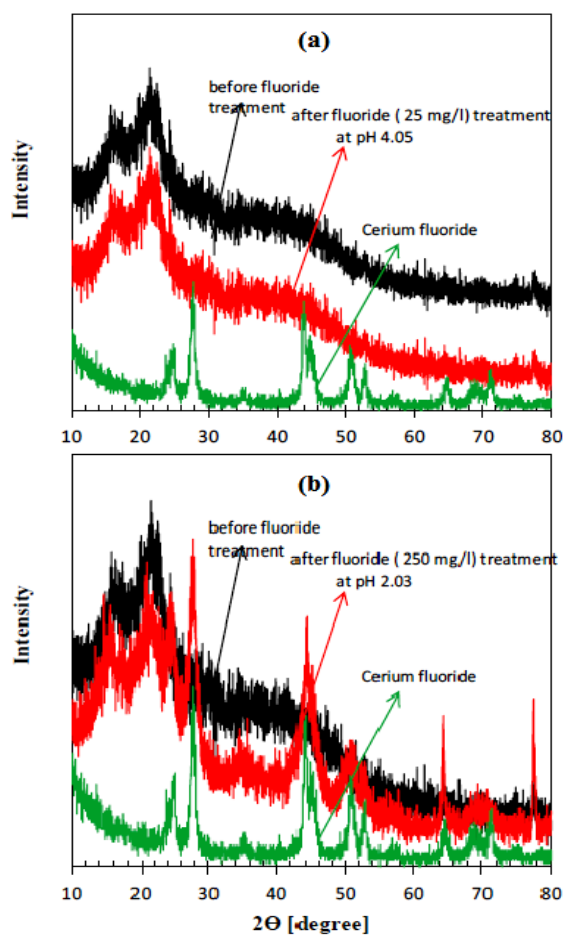 (a)
before fluoride
treatment
after fluoride ( 25 mg/l) treatment
at pH 4.05
Cerium fluoride
Intensity
10 20 30 40 50 60 70 80
(b)
before fluoride
treatment
after fluoride ( 250 mg/l) treatment
at pH 2.03
Cerium fluoride
Intensity
10 20 30 40 50 60 70 80
2Θ [degree]